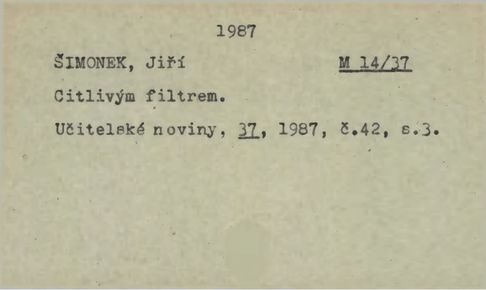 1987
ŠIMONEK, Jiří M 14/37
Citlivým filtrem.
Učitelské noviny, 37, 1987, č.42, s.3.